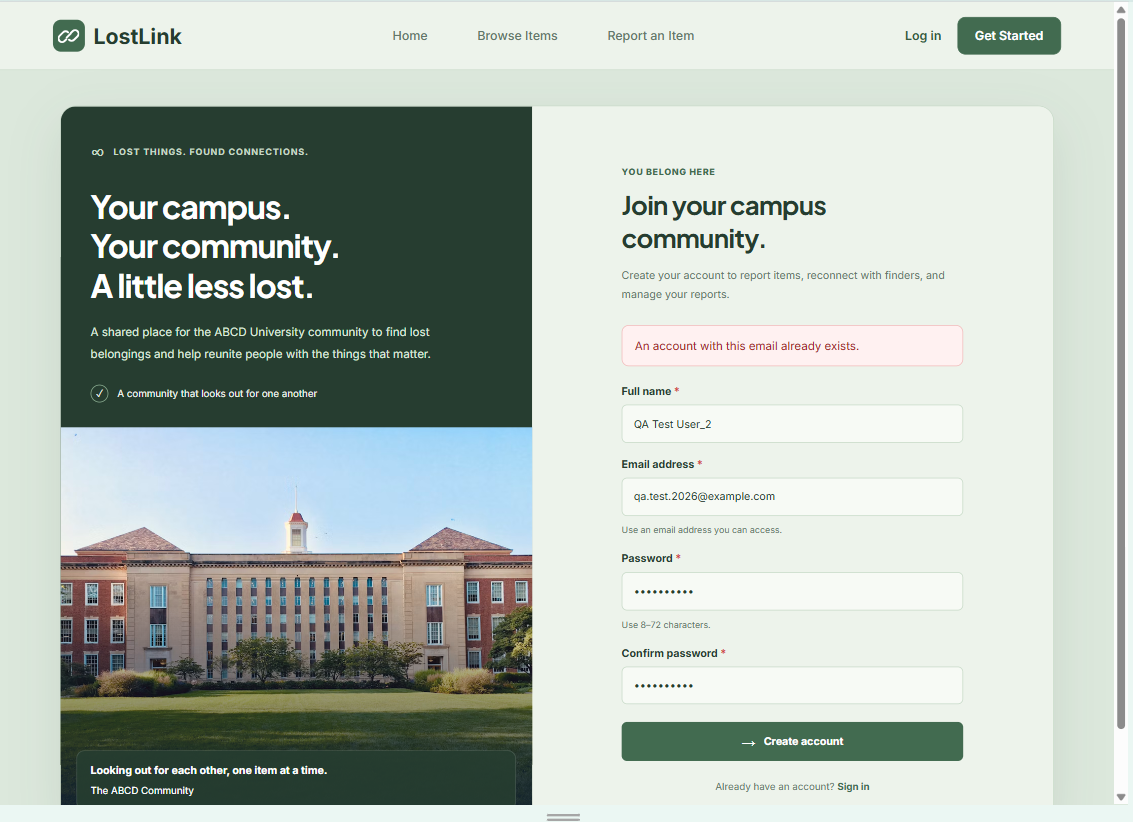 LostLink
Home
Browse Items
Report an Item
Log in
Get Started
LOST THINGS. FOUND CONNECTIONS.
Your campus.
Your community.
A little less lost.
A shared place for the ABCD University community to find lost
belongings and help reunite people with the things that matter.
A community that looks out for one another
Looking out for each other, one item at a time.
The ABCD Community
YOU BELONG HERE
Join your campus
community.
Create your account to report items, reconnect with finders, and
manage your reports.
An account with this email already exists.
Full name *
QA Test User_2
Email address *
qa.test.2026@example.com
Use an email address you can access.
Password *
••••••••••
Use 8–72 characters.
Confirm password *
••••••••••
→ Create account
Already have an account? Sign in